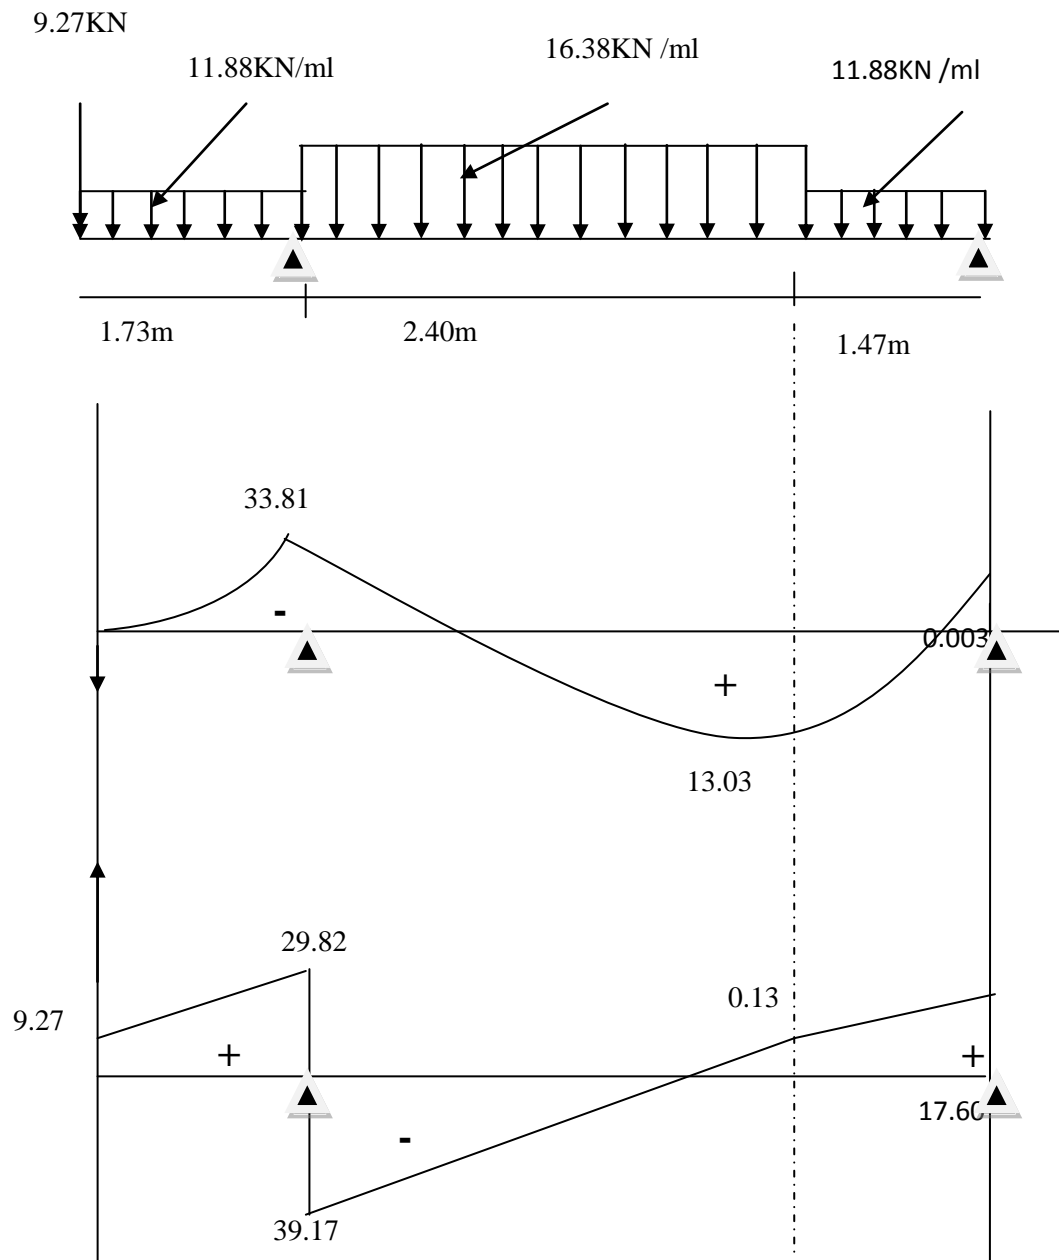 9.27KN
11.88KN/ml
16.38KN /ml
11.88KN /ml
1.73m
2.40m
1.47m
33.81
-
0.003
+
13.03
29.82
0.13
9.27
+
+
17.60
-
39.17